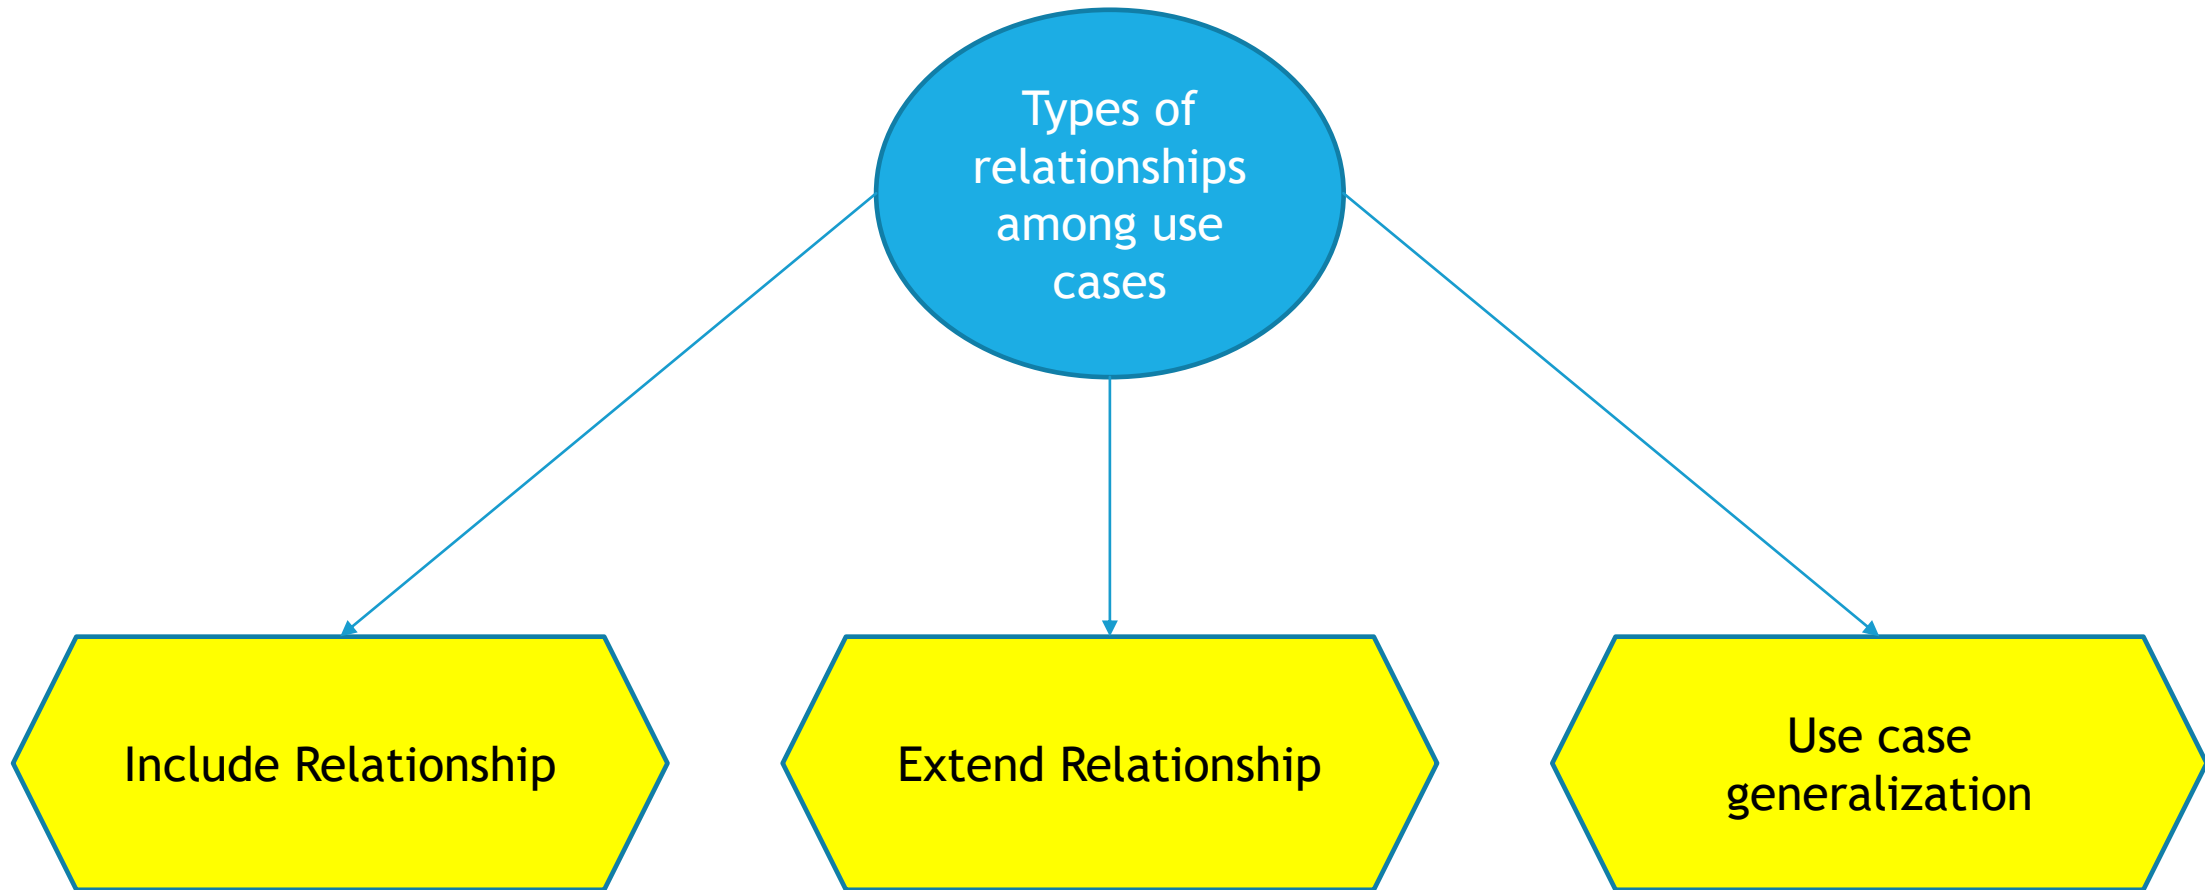 Types of
relationships
among use
cases
Include Relationship
Extend Relationship
Use case
generalization